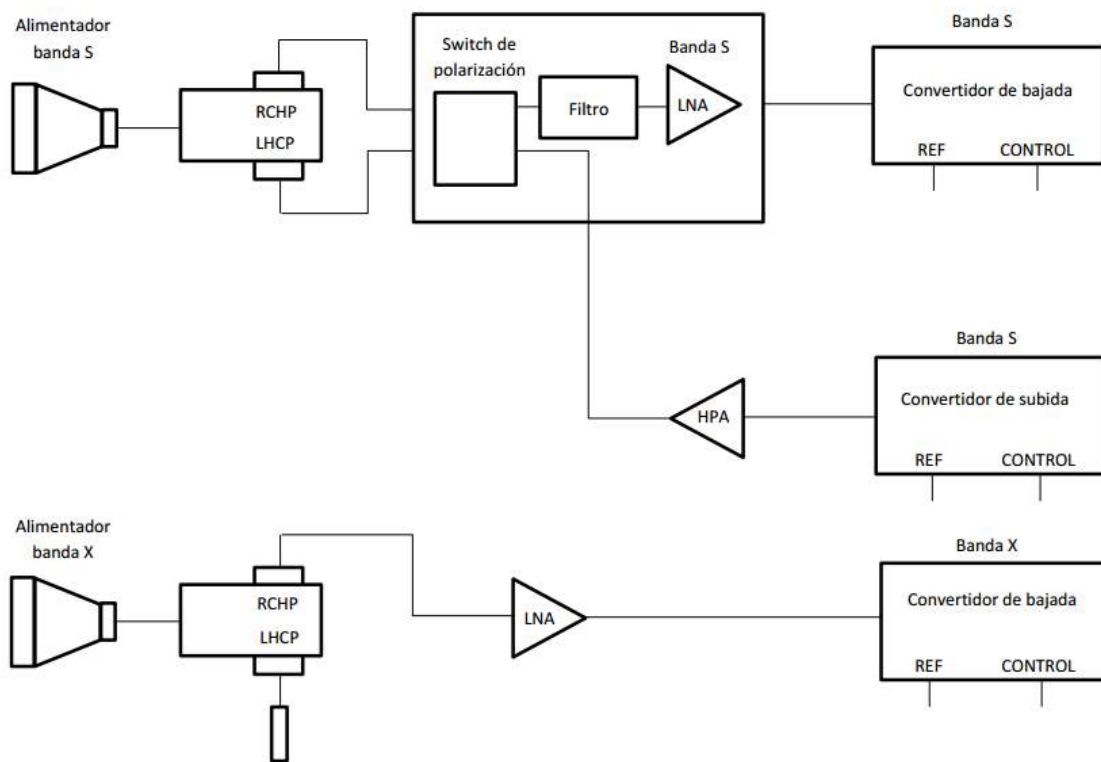 Alimentador
banda S
RCHP
LHCP
Switch de
polarización
Filtro
Banda S
LNA
Banda S
Convertidor de bajada
REF CONTROL
Banda S
HPA
Convertidor de subida
REF CONTROL
Alimentador
banda X
RCHP
LHCP
LNA
Banda X
Convertidor de bajada
REF CONTROL